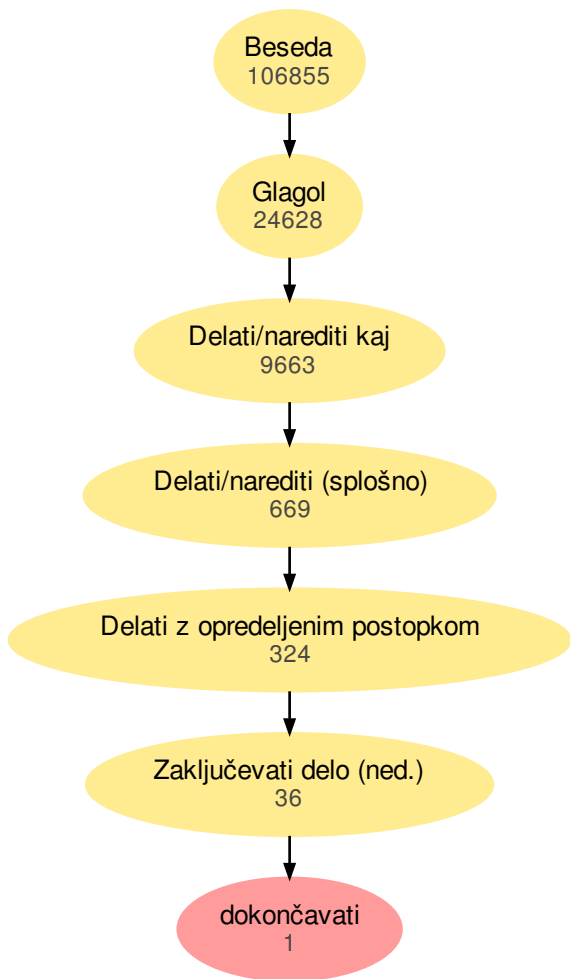 Beseda
106855
Glagol
24628
Delati/narediti kaj
9663
Delati/narediti (splošno)
669
Delati z opredeljenim postopkom
324
Zaključevati delo (ned.)
36
dokončavati
1